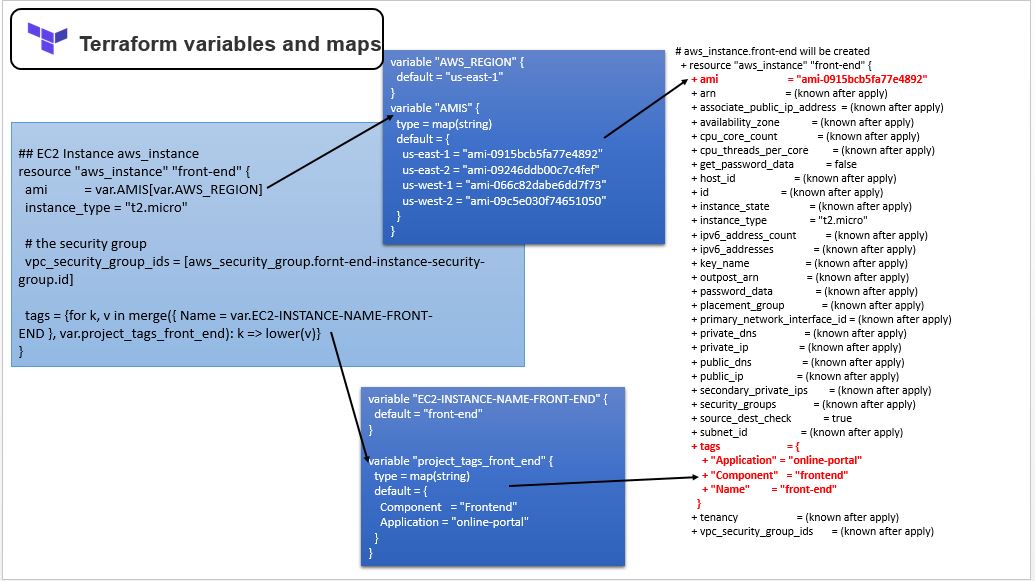 Terraform variables and maps
## EC2 Instance aws_instance
resource "aws_instance" "front-end" {
ami = var.AMIS[var.AWS_REGION]
instance_type = "t2.micro"
# the security group
vpc_security_group_ids = [aws_security_group.fornt-end-instance-security-
group.id]
tags = {for k, v in merge({ Name = var.EC2-INSTANCE-NAME-FRONT-
END }, var.project_tags_front_end): k => lower(v)}
}
variable "AWS_REGION" {
default = "us-east-1"
}
variable "AMIS" {
type = map(string)
default = {
us-east-1 = "ami-0915bcb5fa77e4892"
us-east-2 = "ami-09246ddb00c7c4fef"
us-west-1 = "ami-066c82dabe6dd7f73"
us-west-2 = "ami-09c5e030f74651050"
}
}
variable "EC2-INSTANCE-NAME-FRONT-END" {
default = "front-end"
}
variable "project_tags_front_end" {
type = map(string)
default = {
Component = "Frontend"
Application = "online-portal"
}
}
# aws_instance.front-end will be created
+ resource "aws_instance" "front-end" {
+ ami = "ami-0915bcb5fa77e4892"
+ arn = (known after apply)
+ associate_public_ip_address = (known after apply)
+ availability_zone = (known after apply)
+ cpu_core_count = (known after apply)
+ cpu_threads_per_core = (known after apply)
+ get_password_data = false
+ host_id = (known after apply)
+ id = (known after apply)
+ instance_state = (known after apply)
+ instance_type = "t2.micro"
+ ipv6_address_count = (known after apply)
+ ipv6_addresses = (known after apply)
+ key_name = (known after apply)
+ outpost_arn = (known after apply)
+ password_data = (known after apply)
+ placement_group = (known after apply)
+ primary_network_interface_id = (known after apply)
+ private_dns = (known after apply)
+ private_ip = (known after apply)
+ public_dns = (known after apply)
+ public_ip = (known after apply)
+ secondary_private_ips = (known after apply)
+ security_groups = (known after apply)
+ source_dest_check = true
+ subnet_id = (known after apply)
+ tags = {
+ "Application" = "online-portal"
+ "Component" = "frontend"
+ "Name" = "front-end"
}
+ tenancy = (known after apply)
+ vpc_security_group_ids = (known after apply)